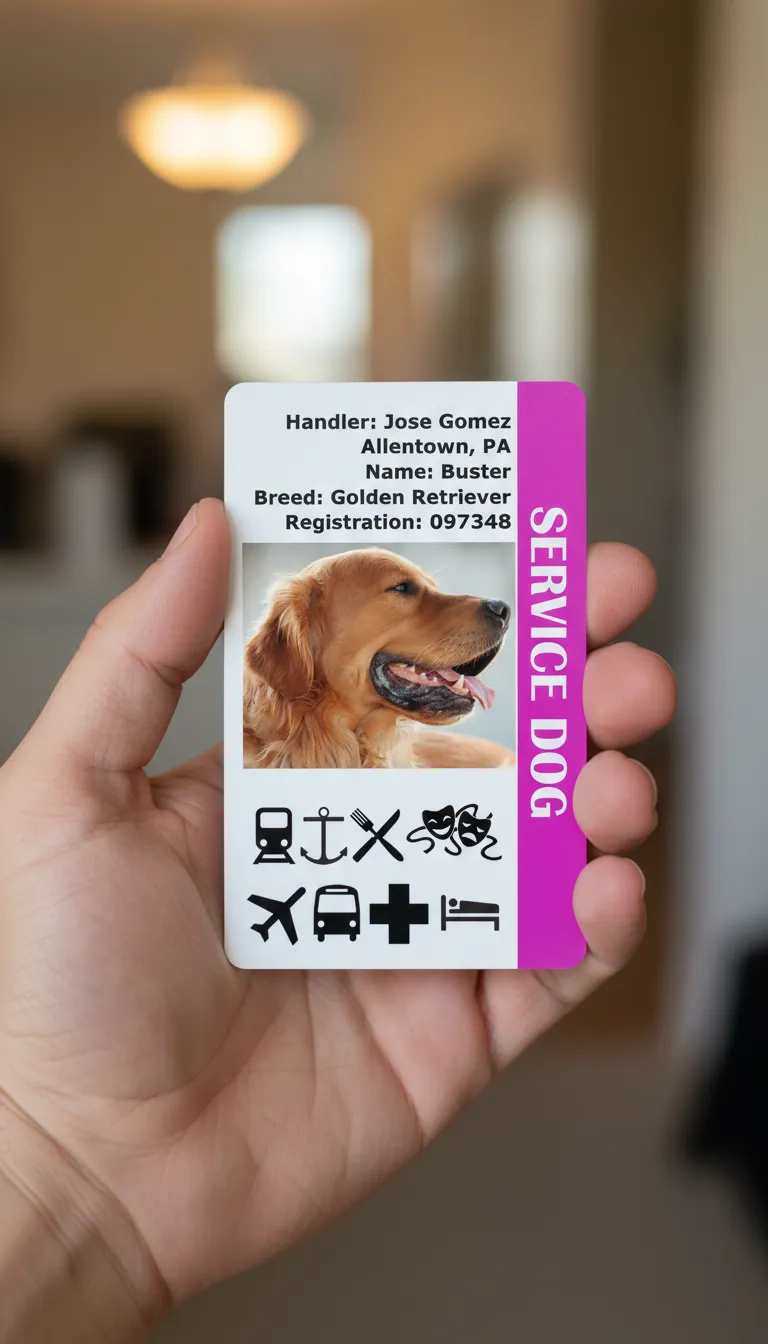 Handler: Jose Gomez
Allentown, PA
Name: Buster
Breed: Golden Retriever
Registration: 097348
SERVICE DOG